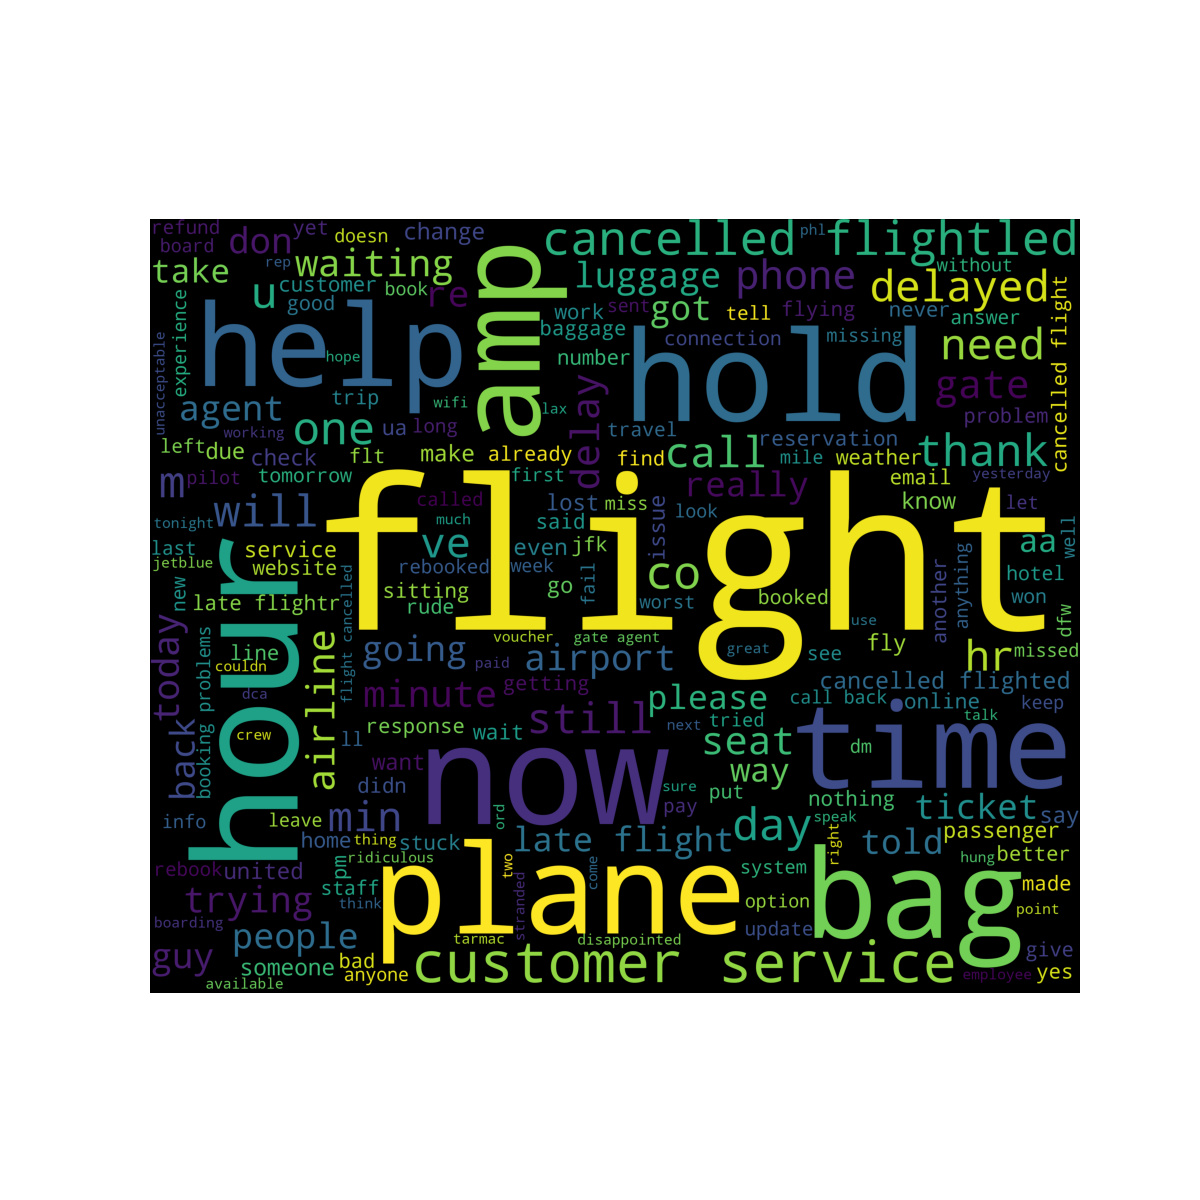 refund
don
yet
doesn
change
cancelled flightled
phl
board
rep
waiting
amp
luggage
phone
without
take
u
customer
book
re
delayed
good
work
got
sent
tell
flying
never
answer
experience
help
hope
baggage
hold
connection
missing
need
cancelled flight
number
gate
unacceptable
agent
trip
wifi
lax
delay
problem
working
one
ua
long
travel
reservation
thank
left
due
check
flt
make
already
find
call
mile
weather
m
pilot
tomorrow
flight
first
lost
miss
really
email
yesterday
will
called
issue
look
know
let
tonight
much
said
well
last
service
ve
even
jfk
aa
jetblue
website
rebooked
week
co
hotel
new
hour
sitting
go
fail
another
anything
won
late flightr
rude
worst
booked
dfw
today
line
airline
flight cancelled
voucher
gate agent
use
fly
hr
missed
couldn
going
airport
great
see
booking problems
dca
minute
paid
getting
please
cancelled flighted
back
crew
response
wait
still
call back
online
keep
ll
want
now
next
tried
seat
time
talk
didn
sure
way
dm
info
leave
min
ord
pay
put
nothing
ticket
say
home
thing
stuck
late flight
day
speak
told
passenger
rebook
united
pm
ridiculous
plane
two
come
system
right
bag
hung
better
trying
staff
think
stranded
option
made
boarding
people
tarmac
disappointed
update
point
guy
someone
bad
anyone
customer service
give
available
employee
yes